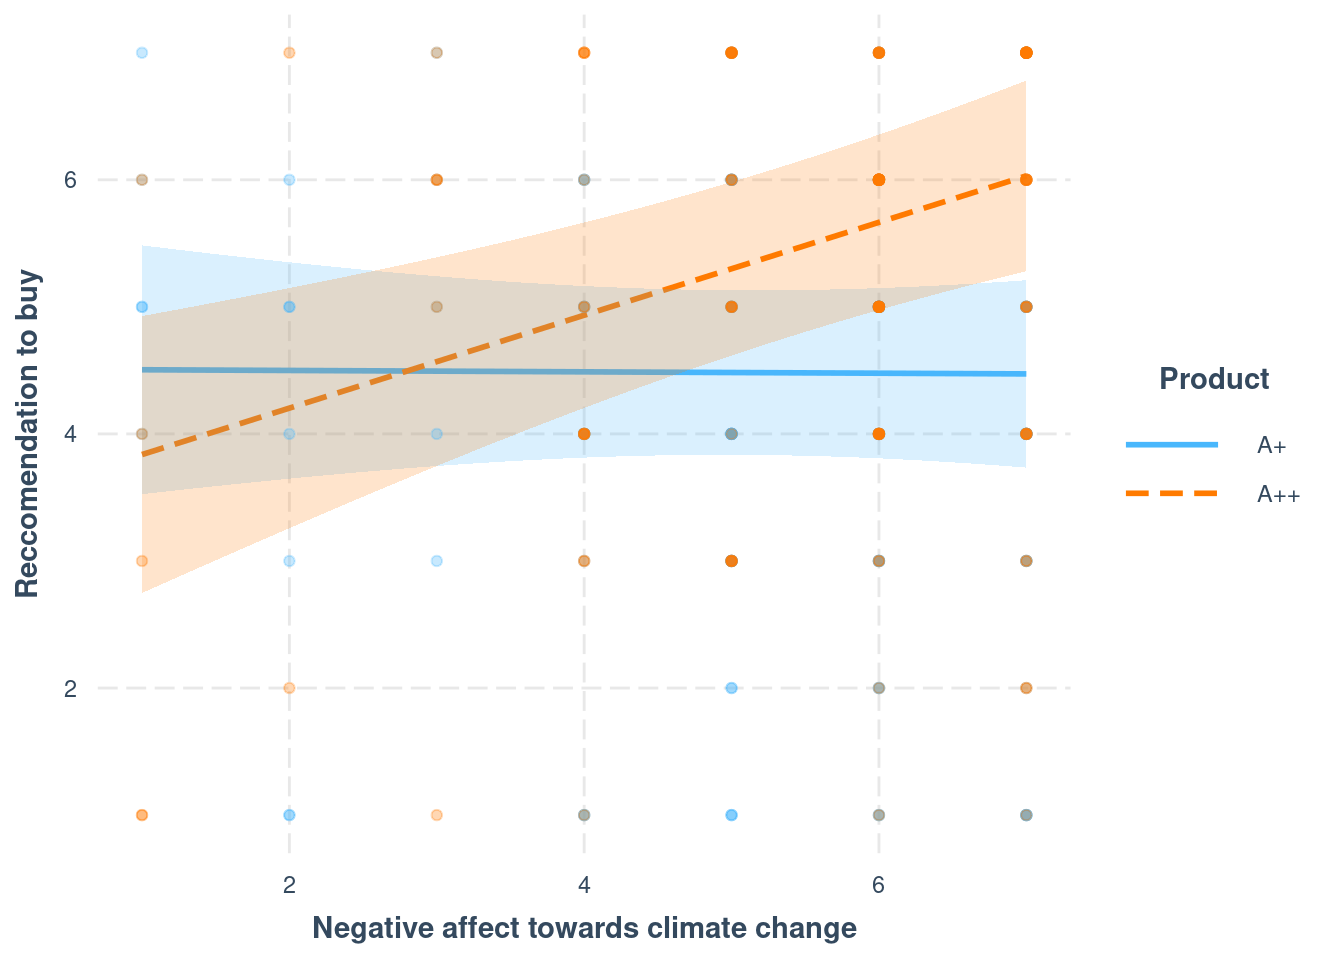 Reccomendation to buy
6
4
2
2
4
6
Negative affect towards climate change
Product
A+
A++